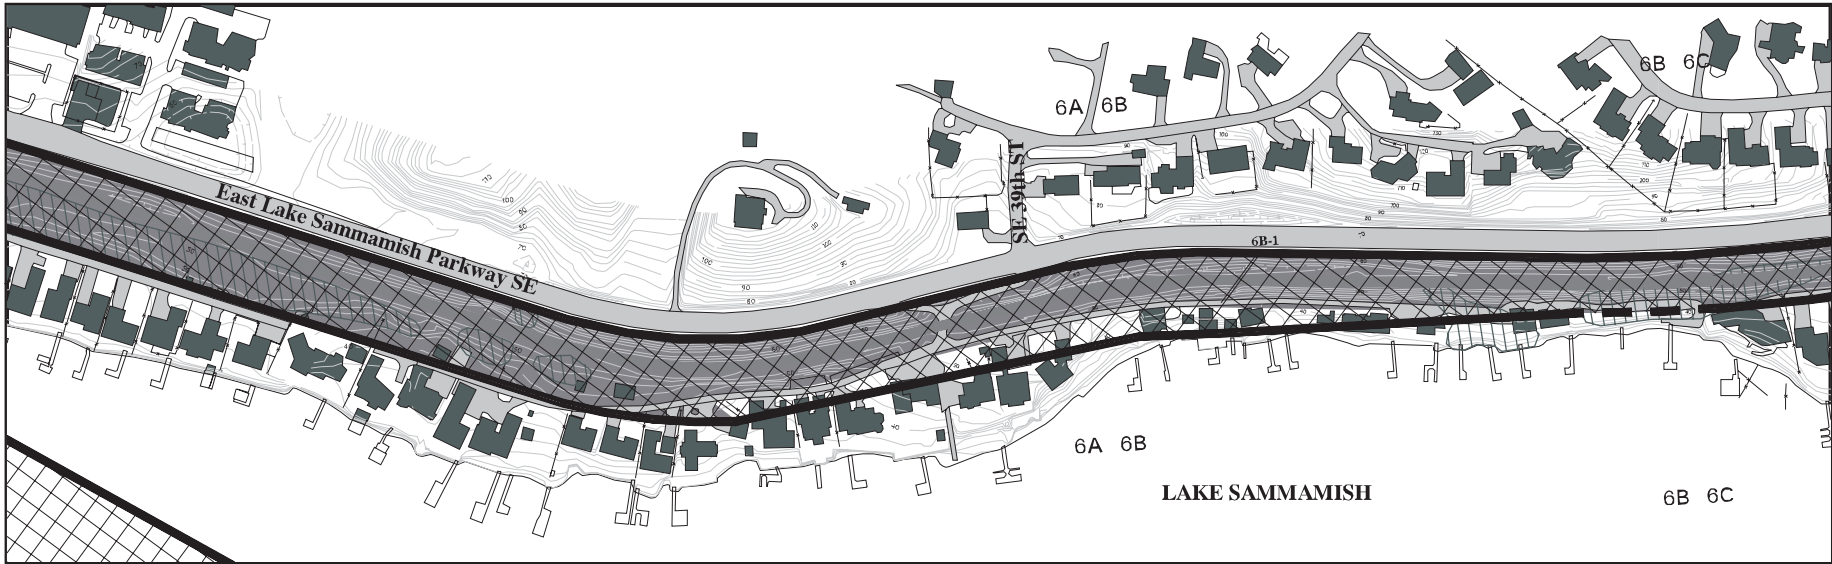 6B 6C
6A 6B
SE 39th ST
East Lake Sammamish Parkway SE
6B-1
6A 6B
LAKE SAMMAMISH
6B 6C